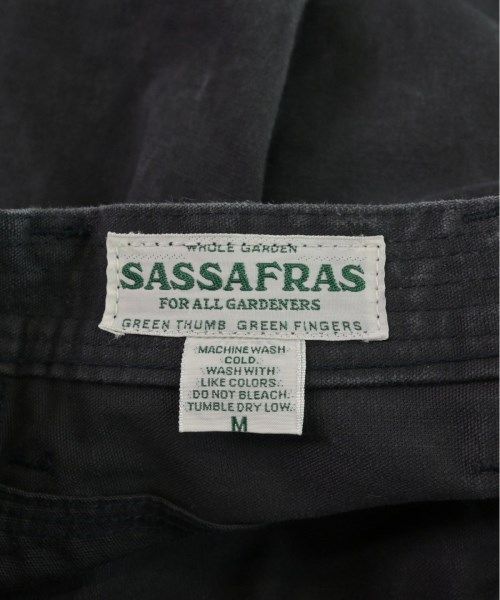 WHOLE GARDEN
SASSAFRAS
FOR ALL GARDENERS
GREEN THUMB GREEN FINGERS
MACHINE WASH
COLD.
WASH WITH
LIKE COLORS.
DO NOT BLEACH.
TUMBLE DRY LOW.
M